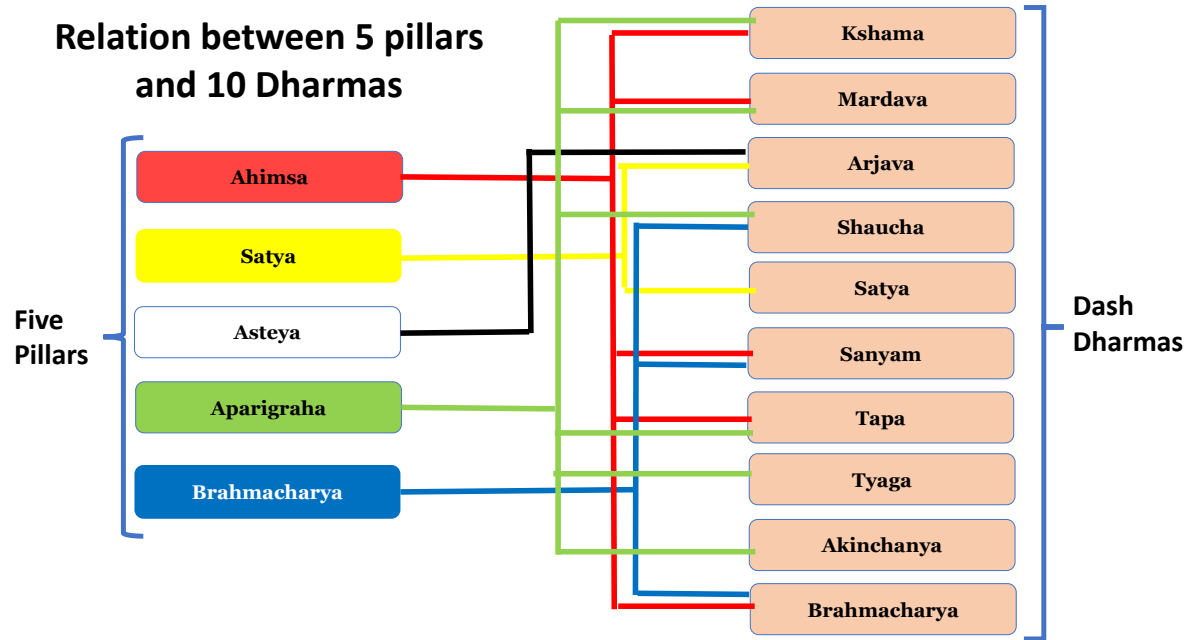 Relation between 5 pillars
and 10 Dharmas
Five
Pillars
Ahimsa
Satya
Asteya
Aparigraha
Brahmacharya
Kshama
Mardava
Arjava
Shaucha
Satya
Sanyam
Tapa
Tyaga
Akinchanya
Brahmacharya
Dash
Dharmas